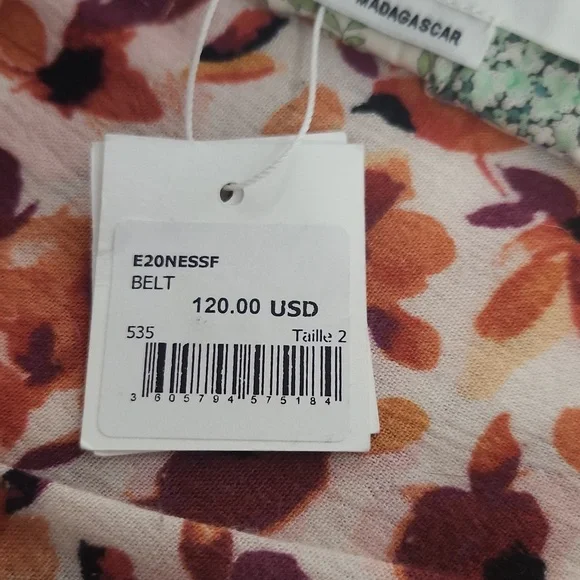 MADAGASCAR
E20NESSF
BELT
120.00 USD
535 Taille 2
3 605794 575184